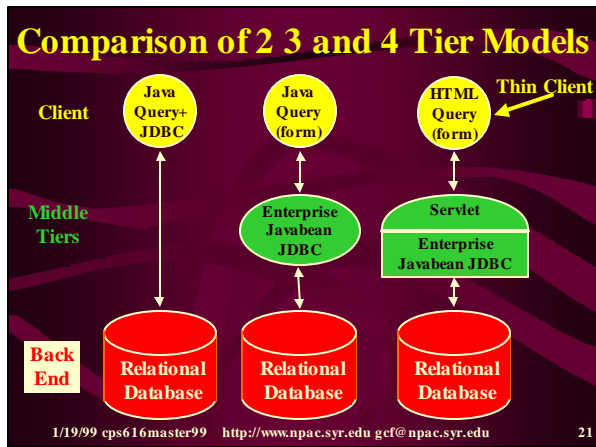 Comparison of 2 3 and 4 Tier Models
Client
Java
Query+
JDBC
Java
Query
(form)
HTML
Query
(form)
Thin Client
Middle
Tiers
Enterprise
Javabean
JDBC
Servlet
Enterprise
Javabean JDBC
Back
End
Relational
Database
Relational
Database
Relational
Database
1/19/99 cps616master99 http://www.npac.syr.edu gcf@npac.syr.edu 21